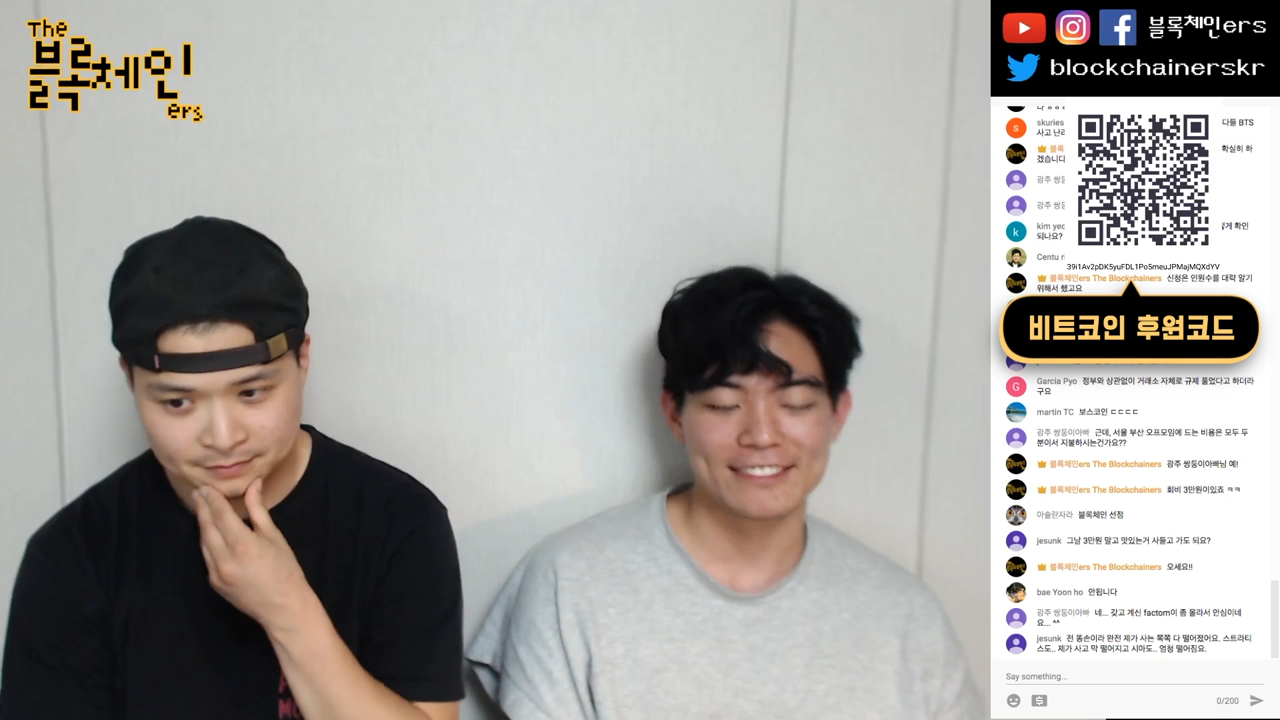 The
블록체인
ers
블록체인ers
blockchainerskr
skuries
다들 BTS
사고 난리
블록
확실히 하
겠습니다
광주 쌍둥
광주 쌍둥
kim yeo
확인
되나요?
Centu
39i1Av2pDK5yuFDL1Po5meuJPMajMQXdYV
블록체인ers The Blockchainers 신청은 인원수를 대략 알기
위해서 했고요
비트코인 후원코드
Garcia Pyo 정부와 상관없이 거래소 자체로 규제 풀었다고 하더라
구요
martin TC 보스코인 ㄷㄷㄷㄷ
광주 쌍둥이아빠 근데, 서울 부산 오프모임에 드는 비용은 모두 두
분이서 지불하시는건가요??
블록체인ers The Blockchainers 광주 쌍둥이아빠님 예!
블록체인ers The Blockchainers 회비 3만원이있죠 ㅋㅋ
아슬란자라 블록체인 선점
jesunk 그날 3만원 말고 맛있는거 사들고 가도 되요?
블록체인ers The Blockchainers 오세요!!
bae Yoon ho 안됩니다
광주 쌍둥이아빠 네... 갖고 계신 factom이 좀 올라서 안심이네
요... ^^
jesunk 전 똥손이라 완전 제가 사는 쪽쪽 다 떨어졌어요. 스트라티
스도.. 제가 사고 막 떨어지고 시아도.. 엄청 떨어짐요.
Say something...
0/200